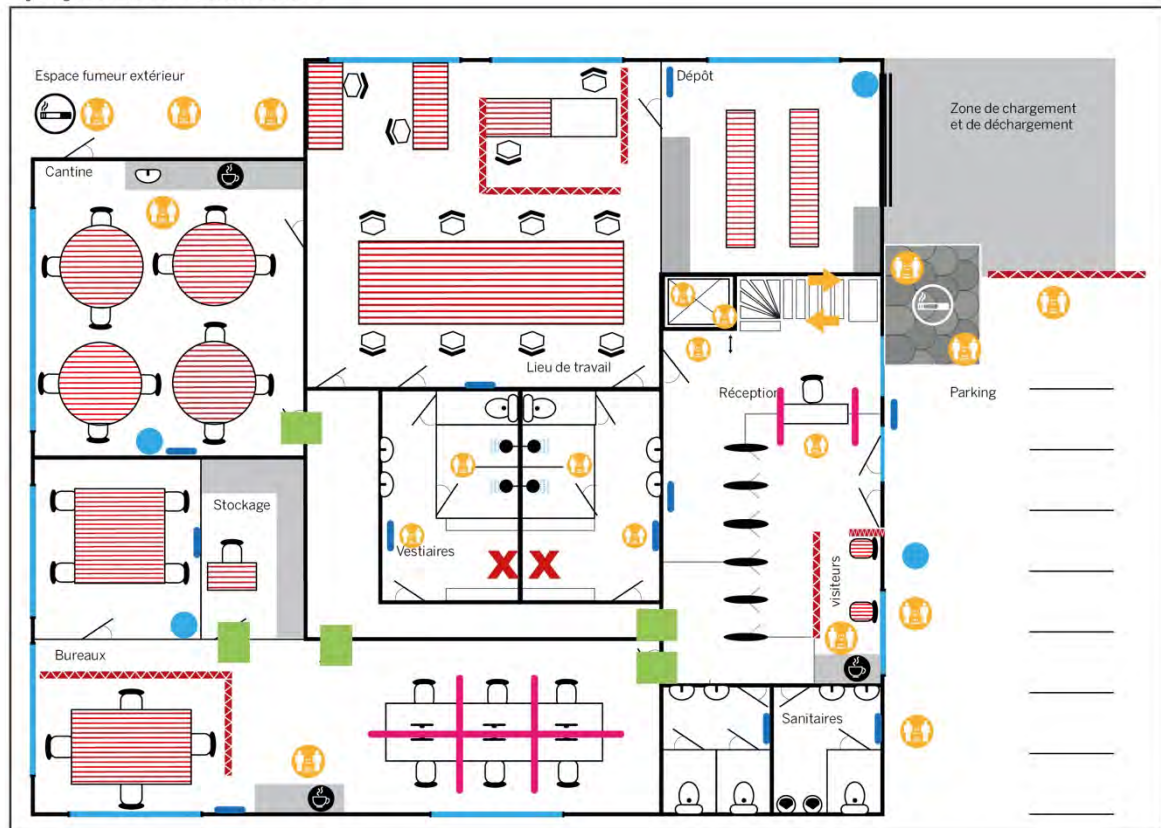 Espace fumeur extérieur
Dépôt
Zone de chargement
et de déchargement
Cantine
Lieu de travail
Réception
Parking
Stockage
Vestiaires
visiteurs
Bureaux
Sanitaires